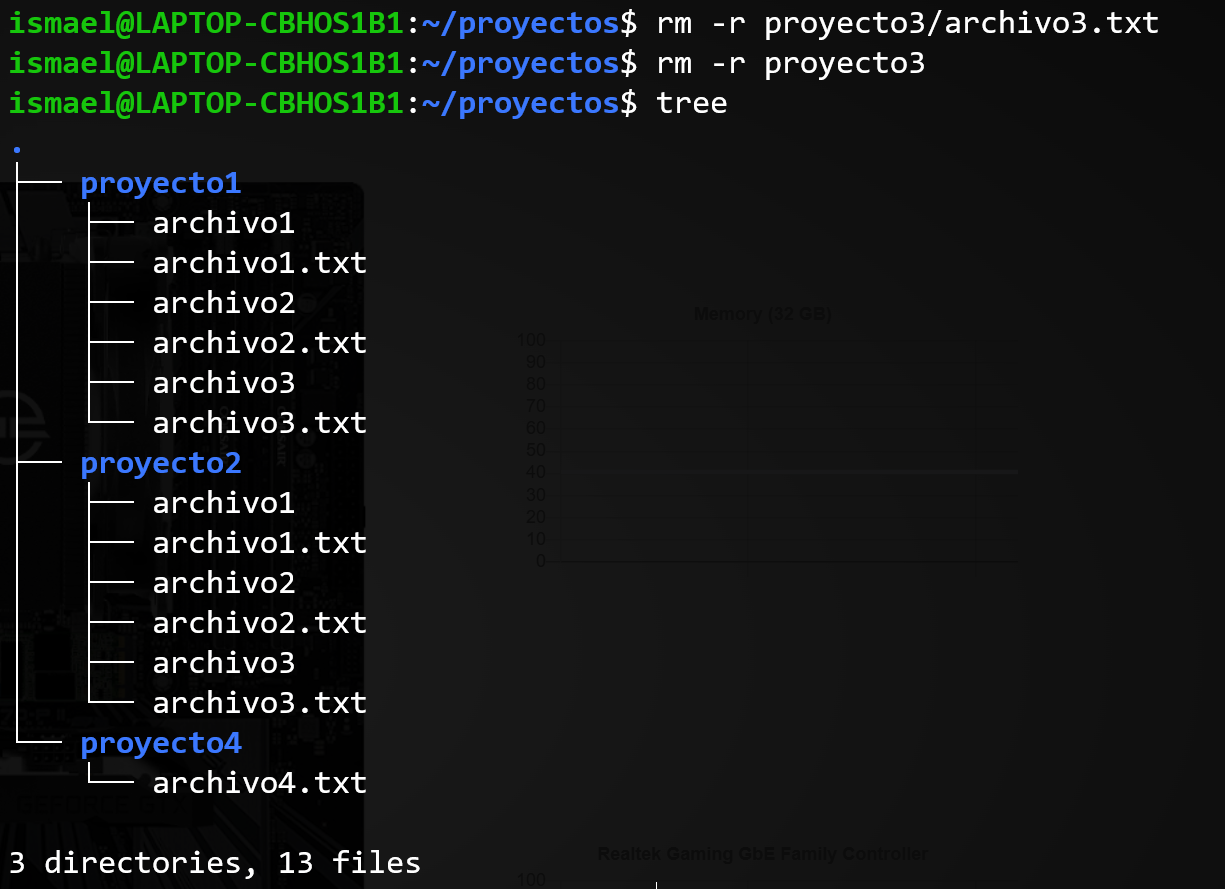 ismael@LAPTOP-CBHOS1B1:~/proyectos$ rm -r proyecto3/archivo3.txt
ismael@LAPTOP-CBHOS1B1:~/proyectos$ rm -r proyecto3
ismael@LAPTOP-CBHOS1B1:~/proyectos$ tree
.
├── proyecto1
│   ├── archivo1
│   ├── archivo1.txt
│   ├── archivo2
│   ├── archivo2.txt
│   ├── archivo3
│   └── archivo3.txt
├── proyecto2
│   ├── archivo1
│   ├── archivo1.txt
│   ├── archivo2
│   ├── archivo2.txt
│   ├── archivo3
│   └── archivo3.txt
└── proyecto4
    └── archivo4.txt
3 directories, 13 files
Memory (32 GB)
100
90
80
70
60
50
40
30
20
10
0
Realtek Gaming GbE Family Controller
100